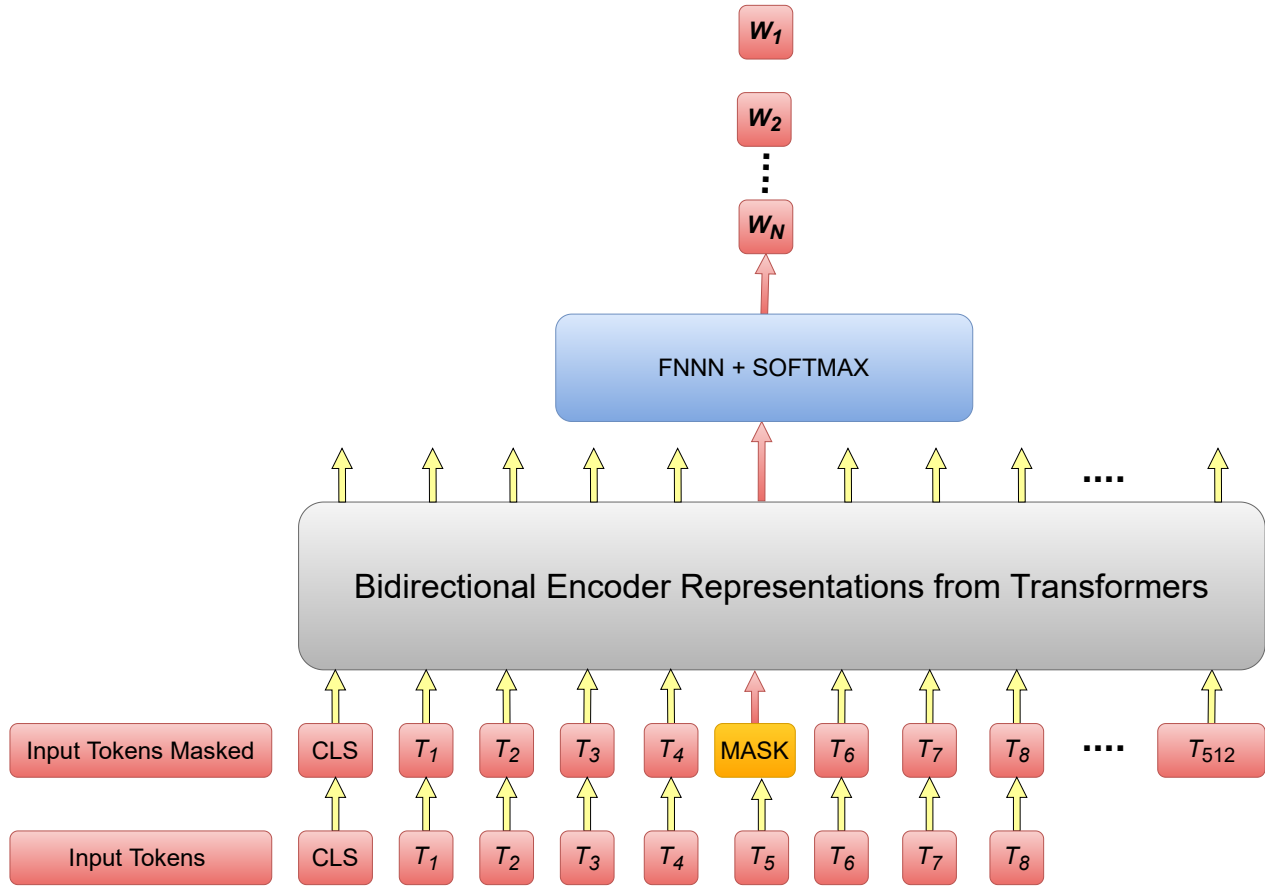 W1
W2
WN
FNNN + SOFTMAX
....
Bidirectional Encoder Representations from Transformers
Input Tokens Masked CLS T1 T2 T3 T4 MASK T6 T7 T8 .... T512
Input Tokens CLS T1 T2 T3 T4 T5 T6 T7 T8